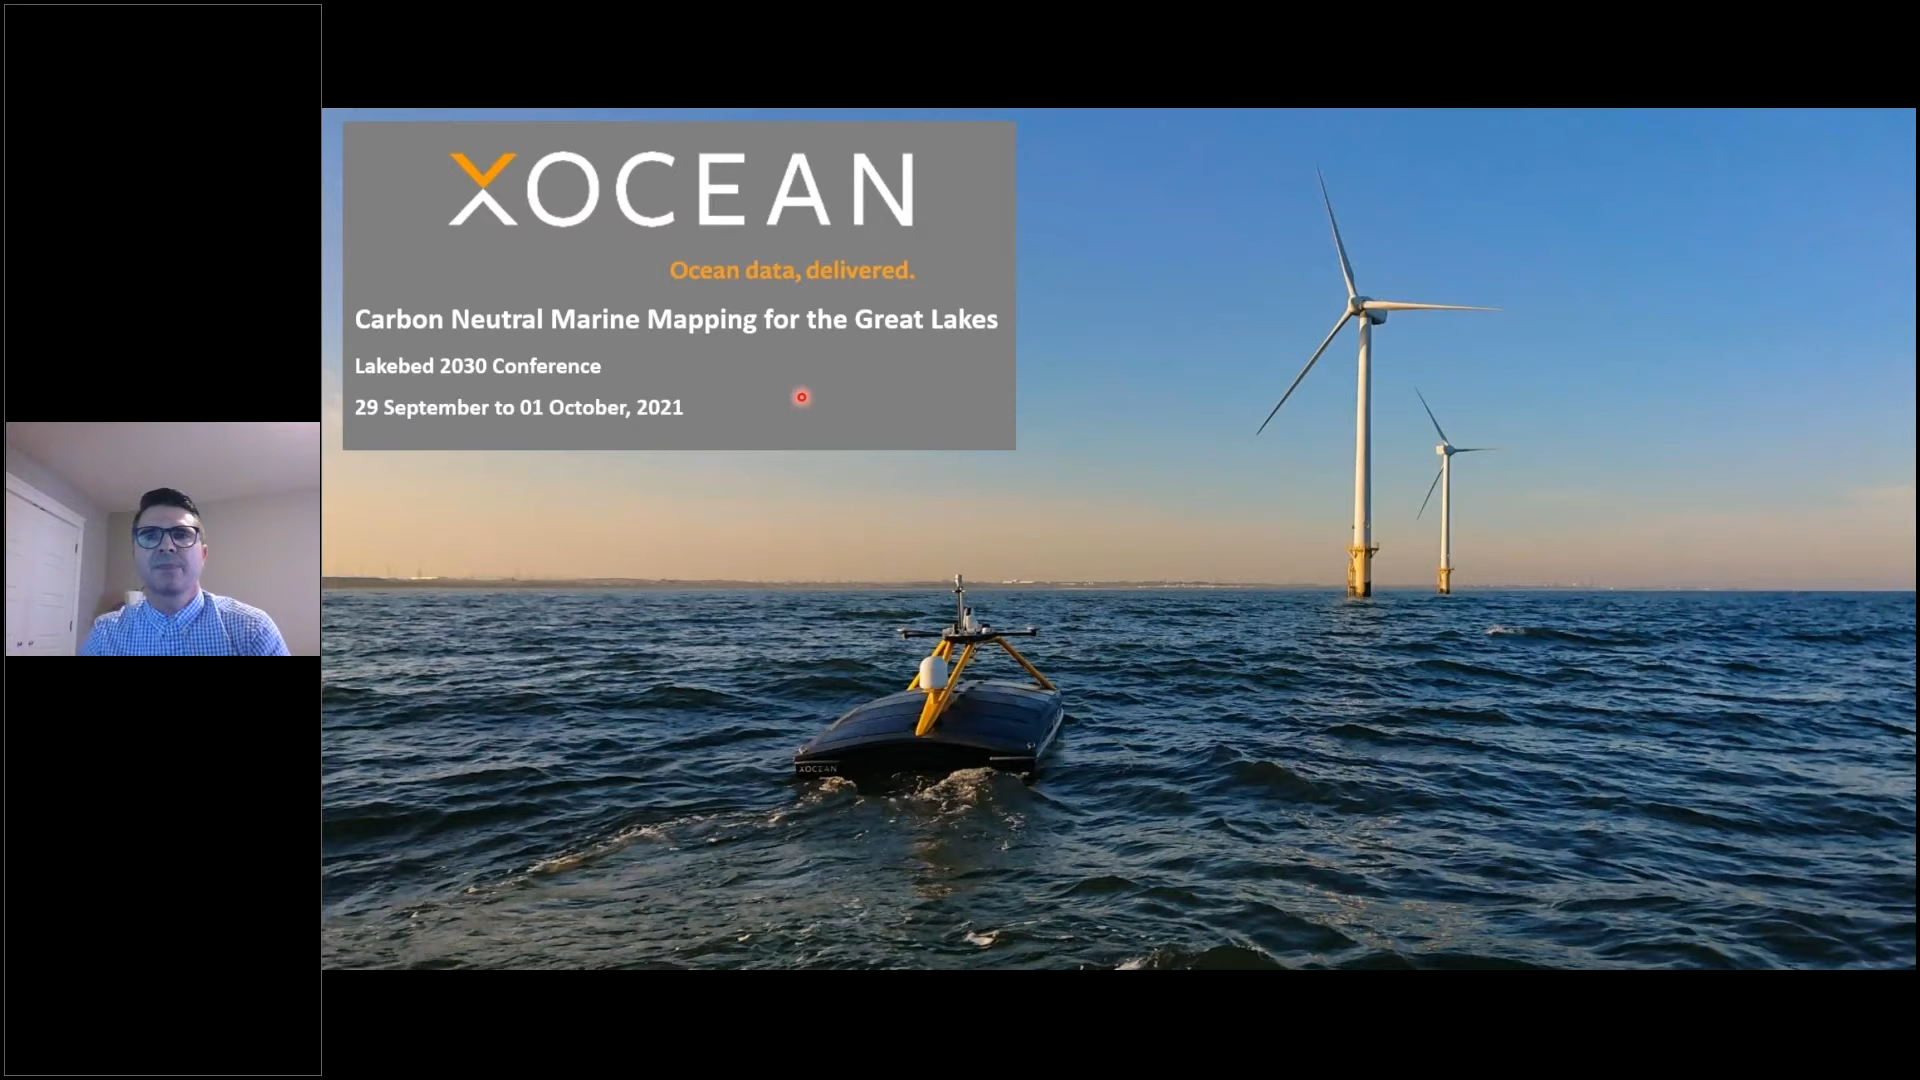 XOCEAN
Ocean data, delivered.
Carbon Neutral Marine Mapping for the Great Lakes
Lakebed 2030 Conference
29 September to 01 October, 2021
XOCEAN